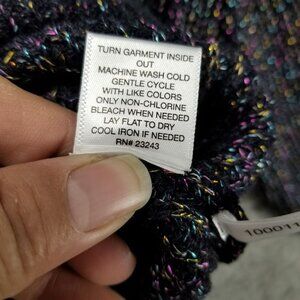 TURN GARMENT INSIDE
OUT
MACHINE WASH COLD
GENTLE CYCLE
WITH LIKE COLORS
ONLY NON-CHLORINE
BLEACH WHEN NEEDED
LAY FLAT TO DRY
COOL IRON IF NEEDED
RN# 23243